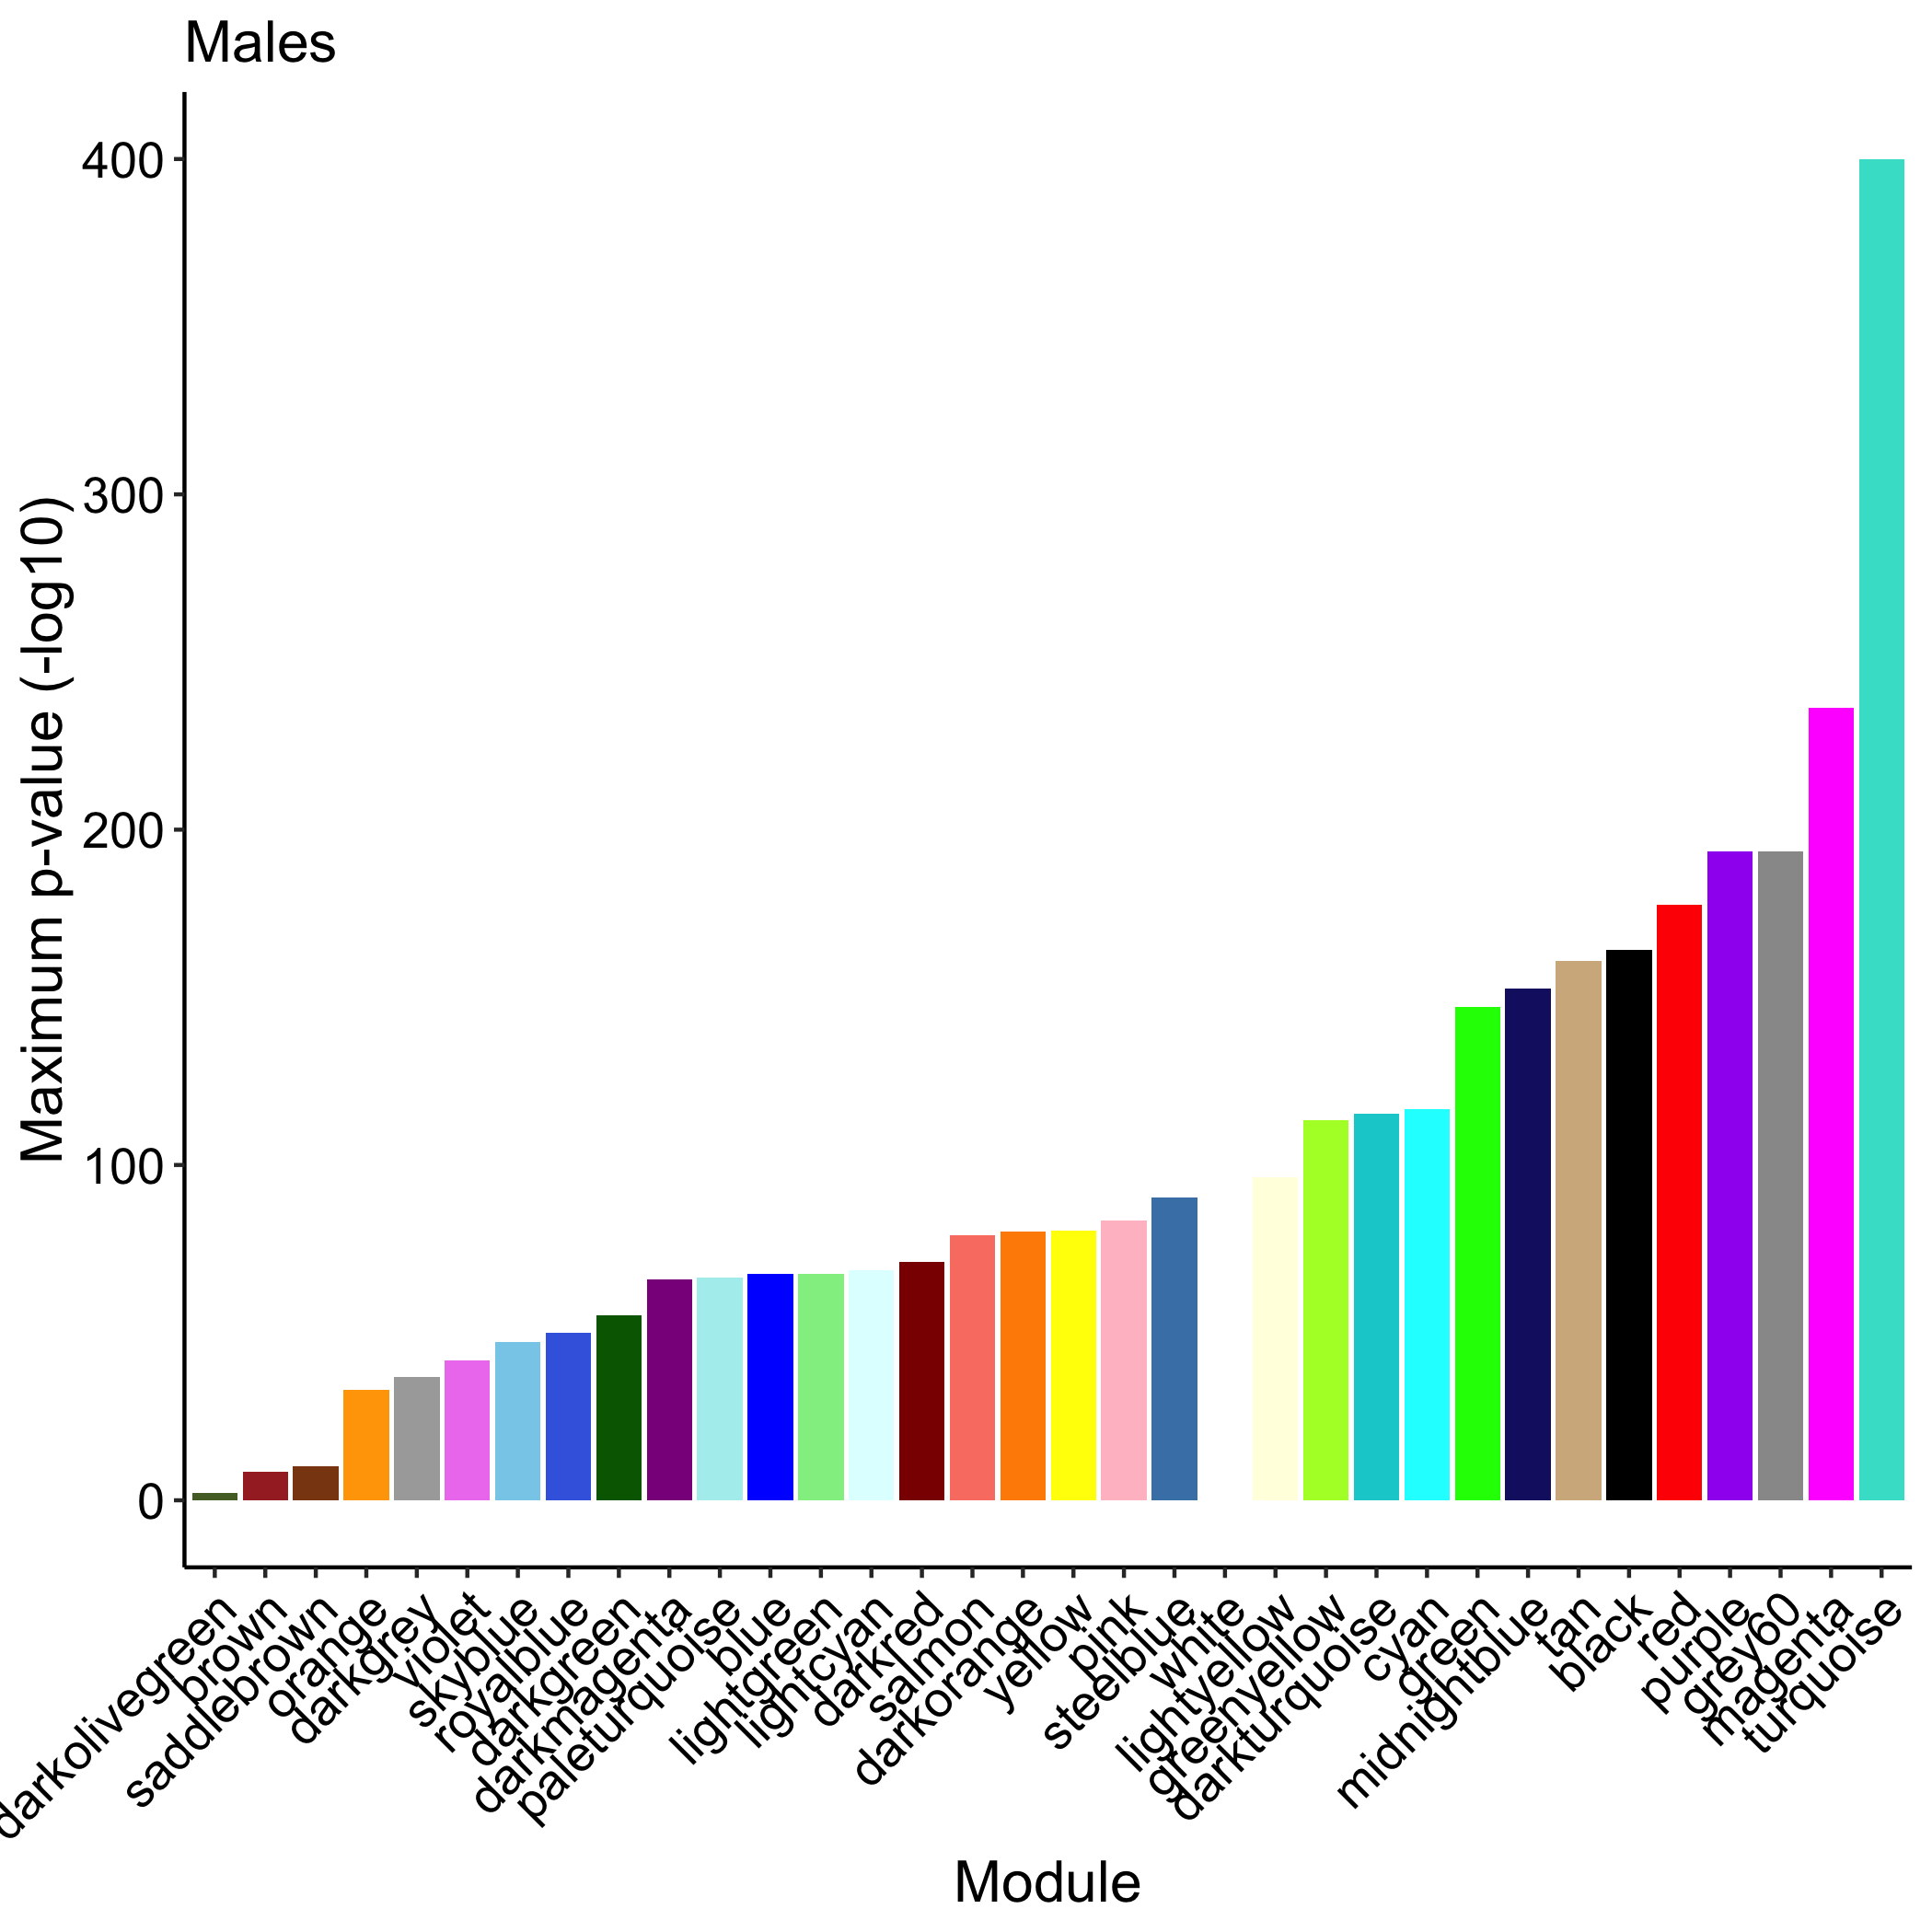 Males
Maximum p-value (-log10)
400
300
200
100
0
darkolivegreen
brown
saddlebrown
orange
darkgrey
violet
skyblue
royalblue
darkgreen
darkmagenta
paleturquoise
blue
lightgreen
lightcyan
darkred
salmon
darkorange
yellow
pink
steelblue
white
lightyellow
greenyellow
darkturquoise
cyan
green
midnightblue
tan
black
red
purple
grey60
magenta
turquoise
Module